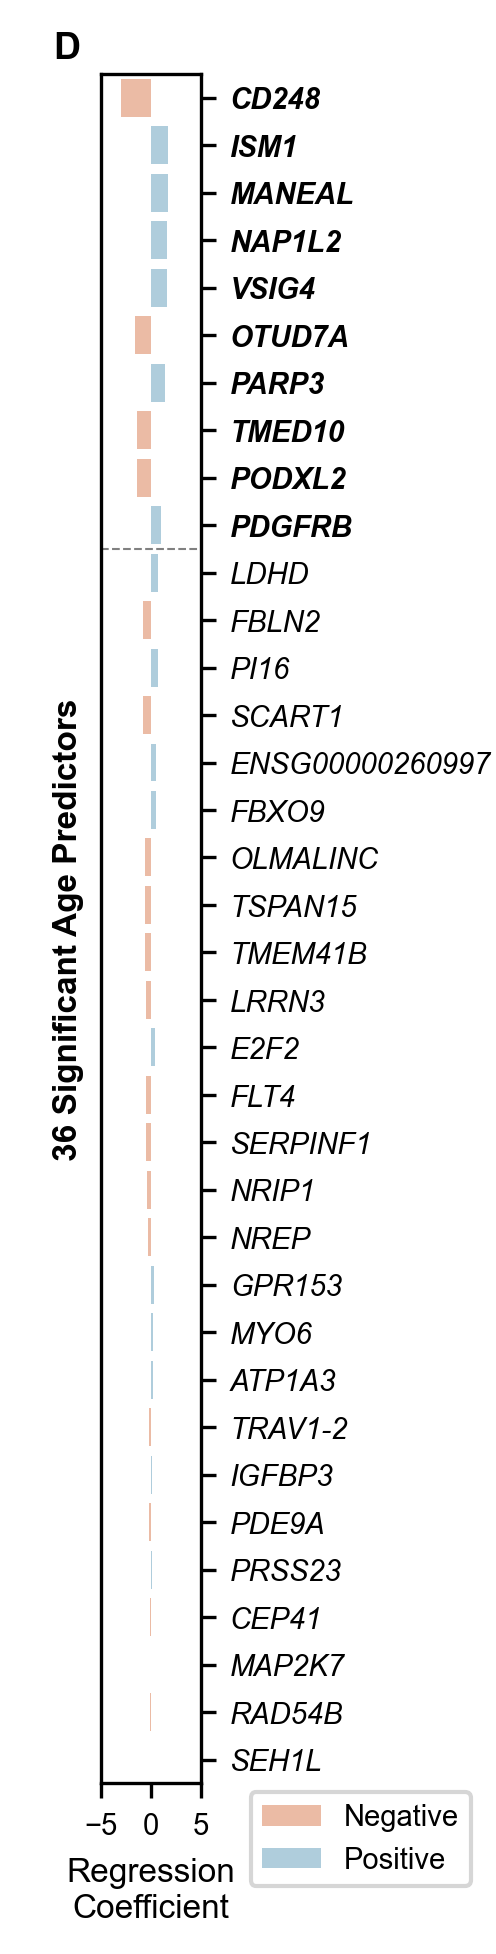 D
CD248
ISM1
MANEAL
NAP1L2
VSIG4
OTUD7A
PARP3
TMED10
PODXL2
PDGFRB
LDHD
FBLN2
PI16
SCART1
ENSG00000260997
FBXO9
OLMALINC
TSPAN15
TMEM41B
LRRN3
E2F2
FLT4
SERPINF1
NRIP1
NREP
GPR153
MYO6
ATP1A3
TRAV1-2
IGFBP3
PDE9A
PRSS23
CEP41
MAP2K7
RAD54B
SEH1L
36 Significant Age Predictors
−5 0 5
Regression
Coefficient
Negative
Positive